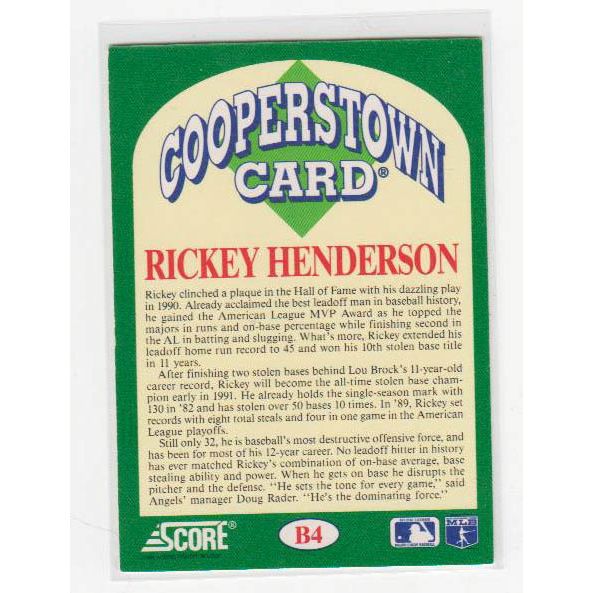 COOPERSTOWN
CARD®
RICKEY HENDERSON
Rickey clinched a plaque in the Hall of Fame with his dazzling play
in 1990. Already acclaimed the best leadoff man in baseball history,
he gained the American League MVP Award as he topped the
majors in runs and on-base percentage while finishing second in
the AL in batting and slugging. What's more, Rickey extended his
leadoff home run record to 45 and won his 10th stolen base title
in 11 years.
After finishing two stolen bases behind Lou Brock's 11-year-old
career record, Rickey will become the all-time stolen base cham-
pion early in 1991. He already holds the single-season mark with
130 in '82 and has stolen over 50 bases 10 times. In '89, Rickey set
records with eight total steals and four in one game in the American
League playoffs.
Still only 32, he is baseball's most destructive offensive force, and
has been for most of his 12-year career. No leadoff hitter in history
has ever matched Rickey's combination of on-base average, base
stealing ability and power. When he gets on base he disrupts the
pitcher and the defense. "He sets the tone for every game," said
Angels' manager Doug Rader. "He's the dominating force."
SCORE®
B4
MLB